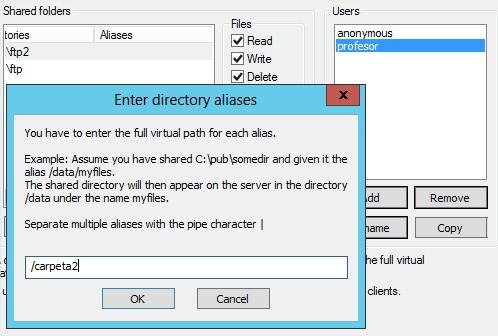 Shared folders
Files
Users
tories
Aliases
\ftp2
\ftp
Read
Write
Delete
anonymous
profesor
Enter directory aliases
X
You have to enter the full virtual path for each alias.
Example: Assume you have shared C:\pub\somedir and given it the
alias /data/myfiles.
The shared directory will then appear on the server in the directory
/data under the name myfiles.
Separate multiple aliases with the pipe character |
/carpeta2
OK
Cancel
Remove
Copy
the full virtual
clients.